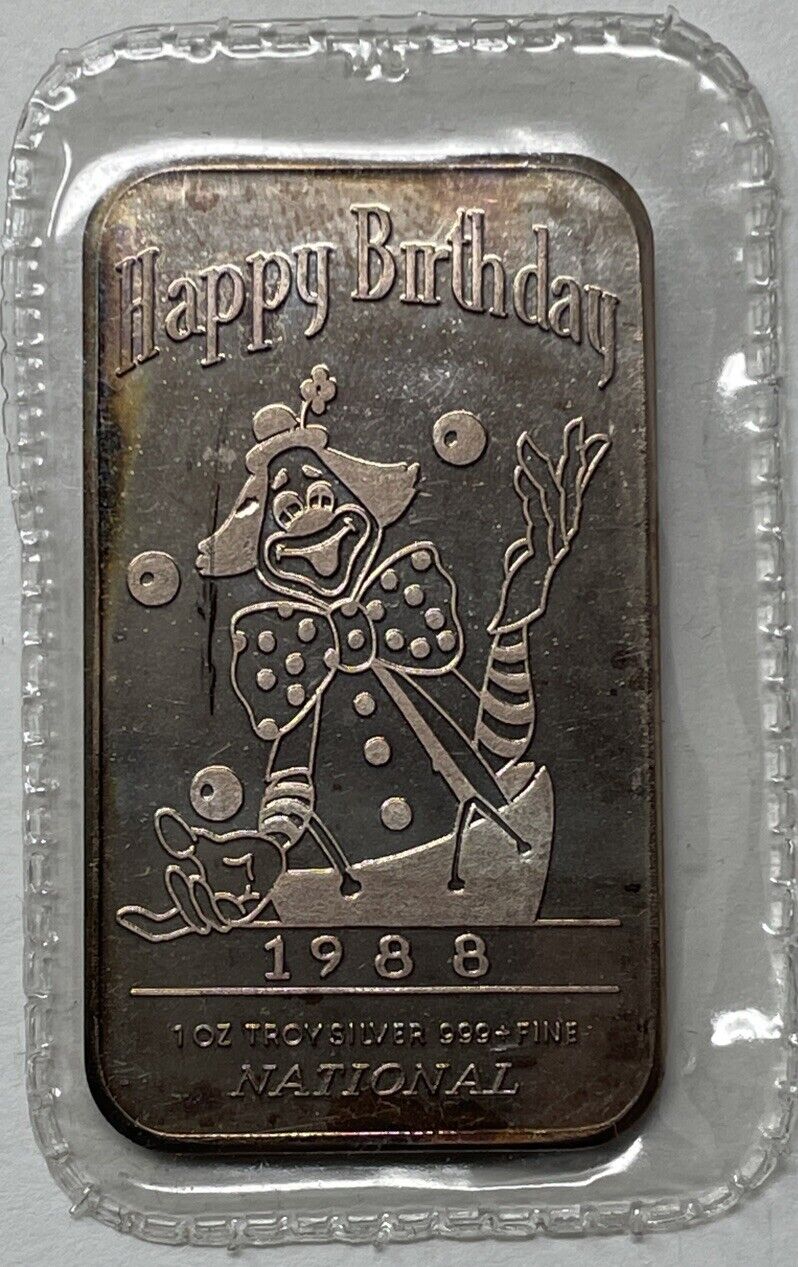 Happy Birthday
1988
1 OZ TROY SILVER 999+ FINE
NATIONAL